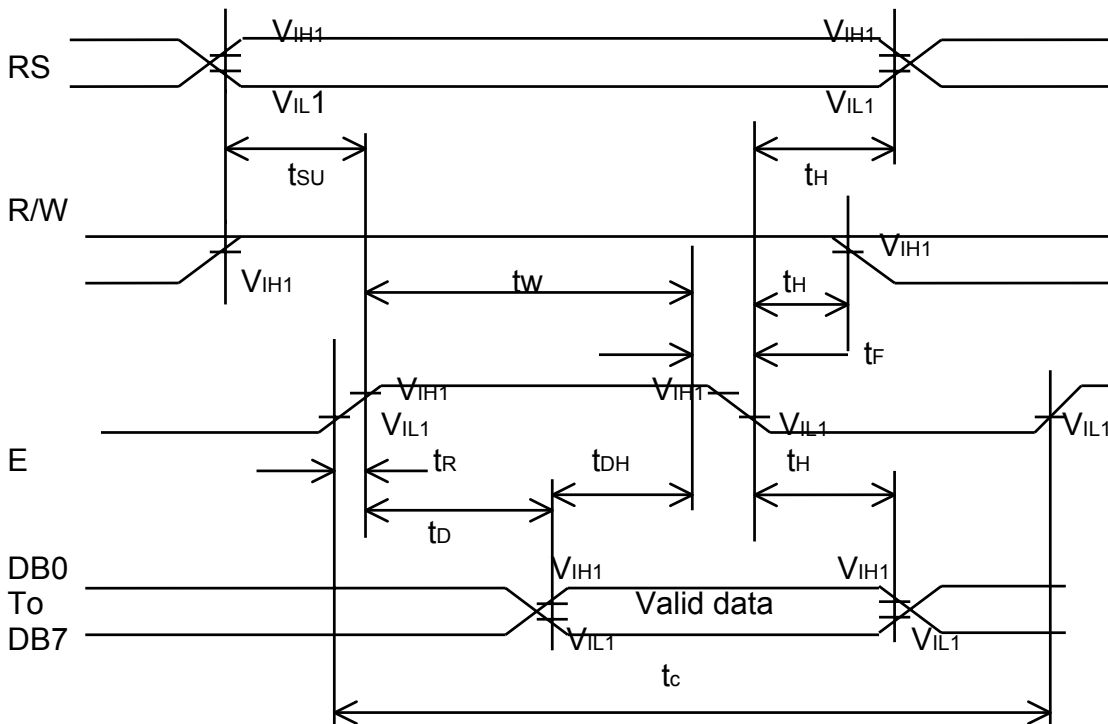 VIH1 VIH1
RS
VIL1 VIL1
tSU tH
R/W
VIH1
VIH1
tw tH
tF
VIH1 VIH1
VIL1 VIL1 VIL1
E
tR tDH tH
tD
DB0
VIH1 VIH1
To
Valid data
DB7
VIL1 VIL1
tc